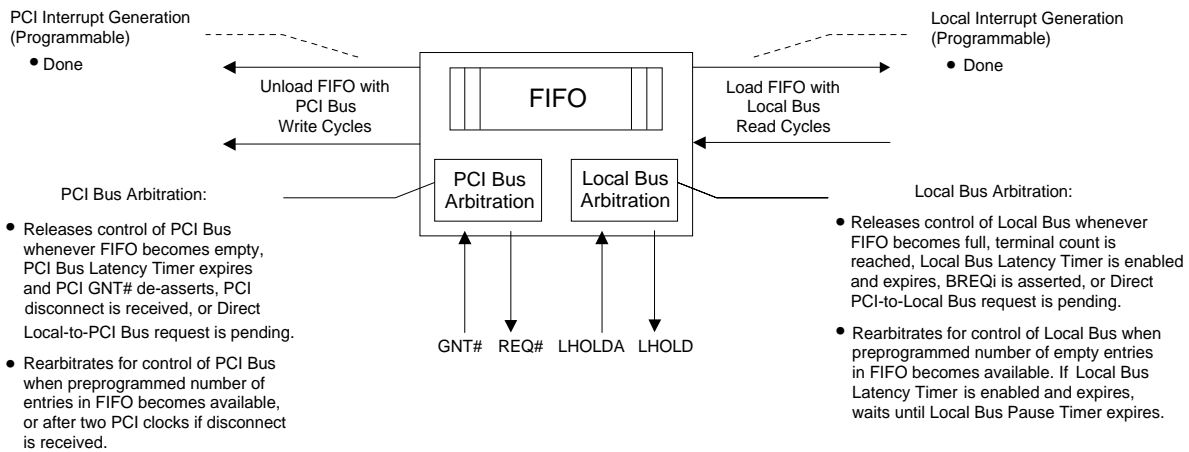 PCI Interrupt Generation
(Programmable)
• Done
Local Interrupt Generation
(Programmable)
• Done
Unload FIFO with
PCI Bus
Write Cycles
FIFO
Load FIFO with
Local Bus
Read Cycles
PCI Bus
Arbitration
Local Bus
Arbitration
PCI Bus Arbitration:
• Releases control of PCI Bus
whenever FIFO becomes empty,
PCI Bus Latency Timer expires
and PCI GNT# de-asserts, PCI
disconnect is received, or Direct
Local-to-PCI Bus request is pending.
• Rearbitrates for control of PCI Bus
when preprogrammed number of
entries in FIFO becomes available,
or after two PCI clocks if disconnect
is received.
GNT# REQ# LHOLDA LHOLD
Local Bus Arbitration:
• Releases control of Local Bus whenever
FIFO becomes full, terminal count is
reached, Local Bus Latency Timer is enabled
and expires, BREQi is asserted, or Direct
PCI-to-Local Bus request is pending.
• Rearbitrates for control of Local Bus when
preprogrammed number of empty entries
in FIFO becomes available. If Local Bus
Latency Timer is enabled and expires,
waits until Local Bus Pause Timer expires.